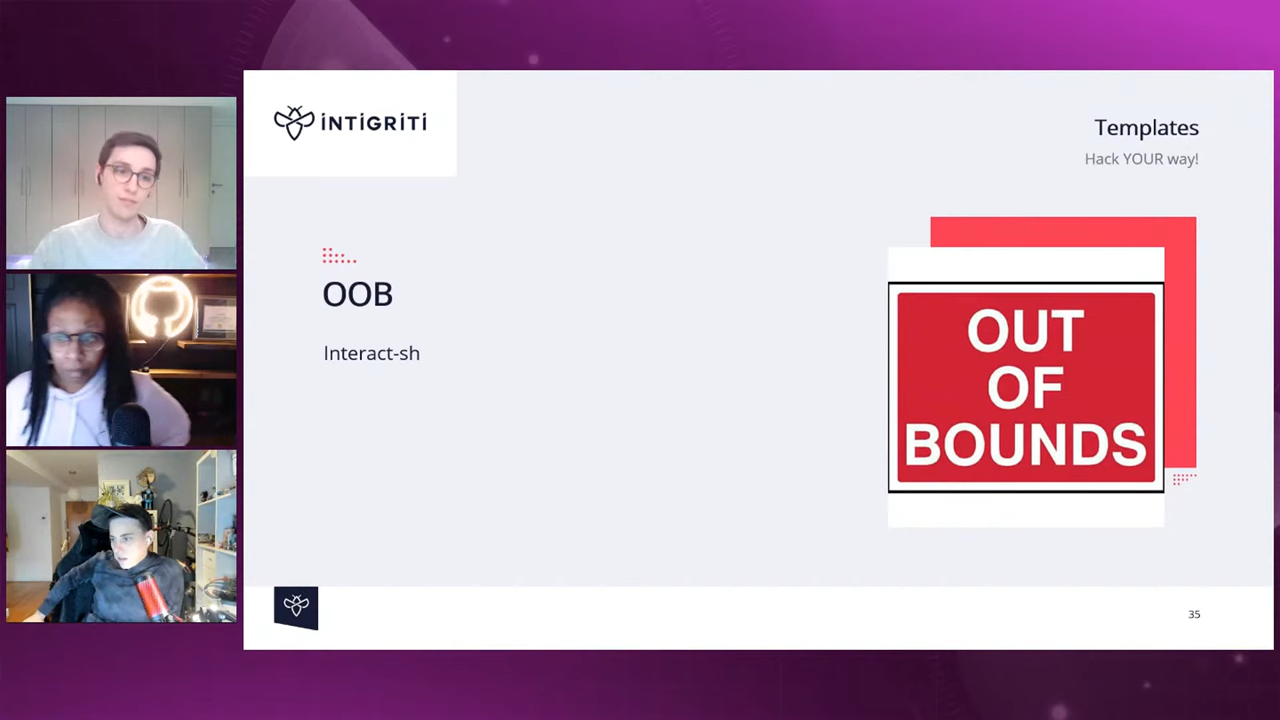 iNTiGRiTi
Templates
Hack YOUR way!
OOB
Interact-sh
OUT
OF
BOUNDS
35